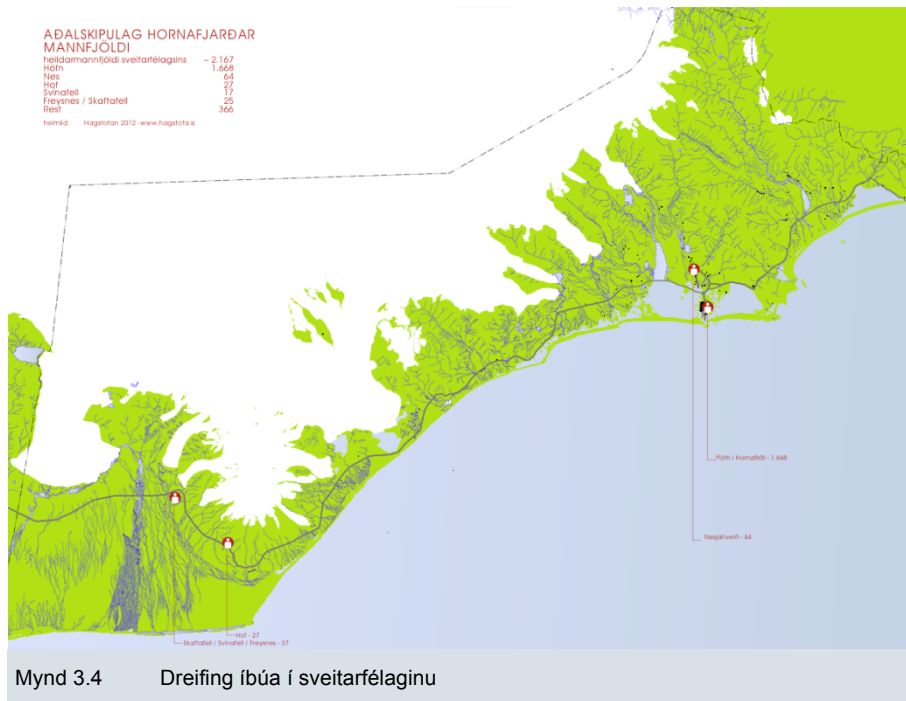 AÐALSKIPULAG HORNAFJARÐAR
MANNFJÖLDI
heildarmannfjöldi sveitarfélagsins ~ 2.167
Höfn 1.668
Nes 64
Hof 27
Svínafell 17
Freysnes / Skaftafell 25
Rest 366
heimild: Hagstofan 2012 -www.hagstofa.is
Höfn í Hornafirði - 1.668
Nesjahverfi - 64
Hof - 27
Skaftafell / Svínafell / Freysnes - 37
Mynd 3.4 Dreifing íbúa í sveitarfélaginu